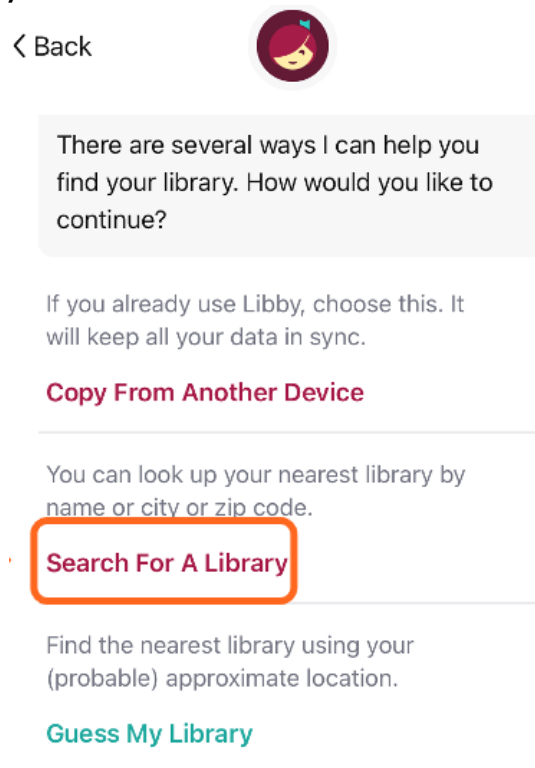 Back
There are several ways I can help you
find your library. How would you like to
continue?
If you already use Libby, choose this. It
will keep all your data in sync.
Copy From Another Device
You can look up your nearest library by
name or city or zip code.
Search For A Library
Find the nearest library using your
(probable) approximate location.
Guess My Library